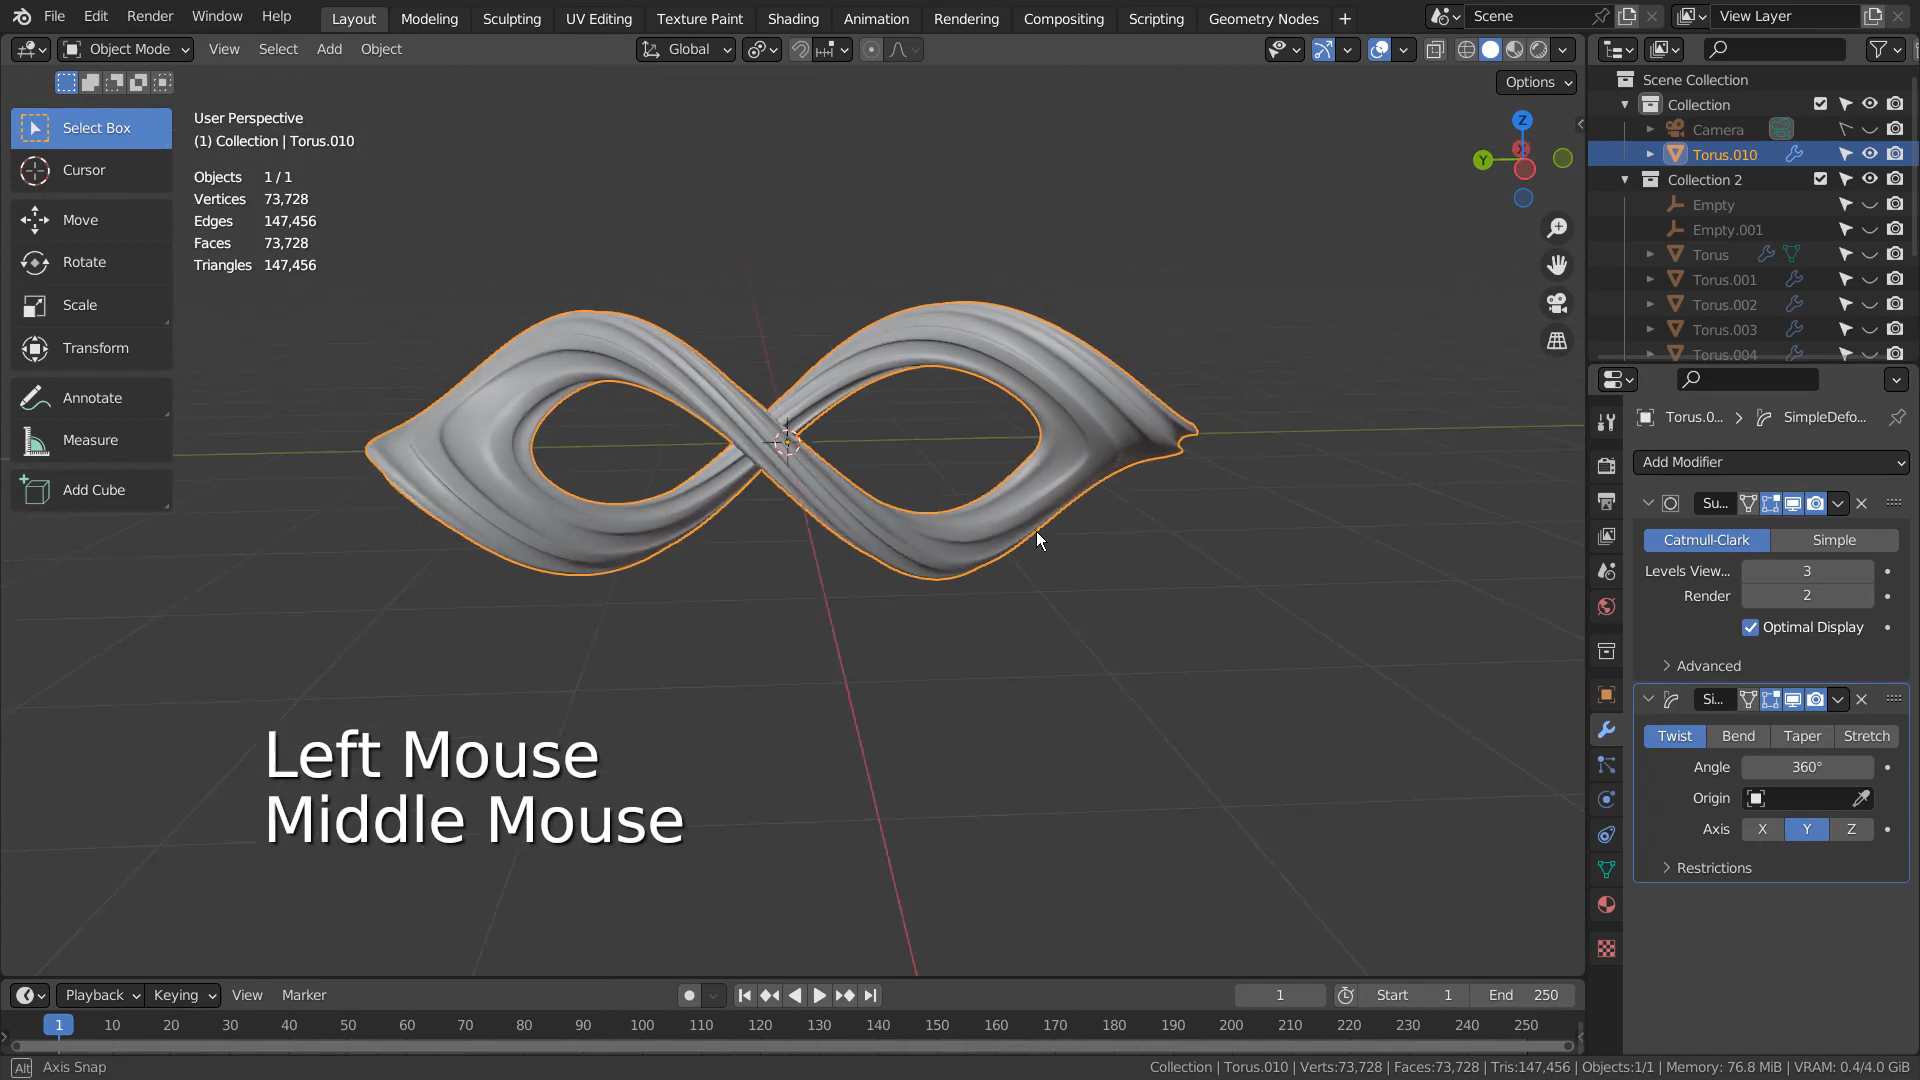 File Edit Render Window Help Layout Modeling Sculpting UV Editing Texture Paint Shading Animation Rendering Compositing Scripting Geometry Nodes + Scene View Layer
Object Mode View Select Add Object Global
Options
Select Box
Cursor
Move
Rotate
Scale
Transform
Annotate
Measure
Add Cube
User Perspective
(1) Collection | Torus.010
Objects 1 / 1
Vertices 73,728
Edges 147,456
Faces 73,728
Triangles 147,456
Z
Y
X
Left Mouse
Middle Mouse
Scene Collection
Collection
Camera
Torus.010
Collection 2
Empty
Empty.001
Torus
Torus.001
Torus.002
Torus.003
Torus.004
Torus.0... > SimpleDefo...
Add Modifier
Su...
Catmull-Clark Simple
Levels View... 3
Render 2
Optimal Display
Advanced
Si...
Twist Bend Taper Stretch
Angle 360°
Origin
Axis X Y Z
Restrictions
Playback Keying View Marker 1 Start 1 End 250
1 10 20 30 40 50 60 70 80 90 100 110 120 130 140 150 160 170 180 190 200 210 220 230 240 250
Alt Axis Snap
Collection | Torus.010 | Verts:73,728 | Faces:73,728 | Tris:147,456 | Objects:1/1 | Memory: 76.8 MiB | VRAM: 0.4/4.0 GiB